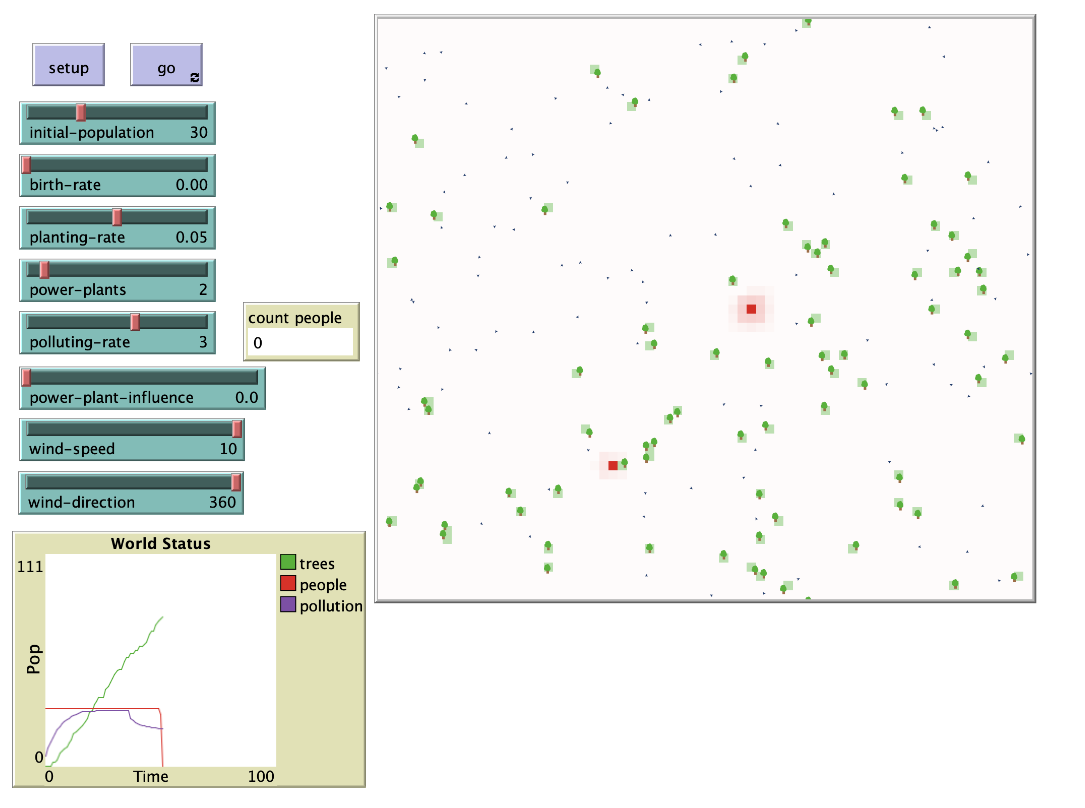 setup
go
initial-population 30
birth-rate 0.00
planting-rate 0.05
power-plants 2
polluting-rate 3
count people
0
power-plant-influence 0.0
wind-speed 10
wind-direction 360
World Status
111
Pop
0
0
Time
100
trees
people
pollution